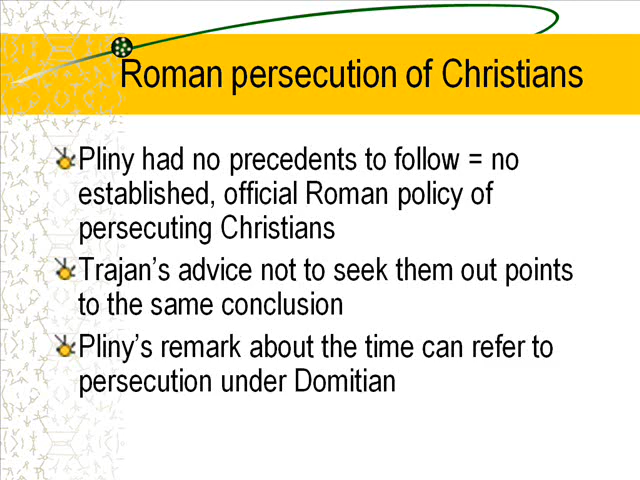 Roman persecution of Christians
Pliny had no precedents to follow = no
established, official Roman policy of
persecuting Christians
Trajan's advice not to seek them out points
to the same conclusion
Pliny's remark about the time can refer to
persecution under Domitian